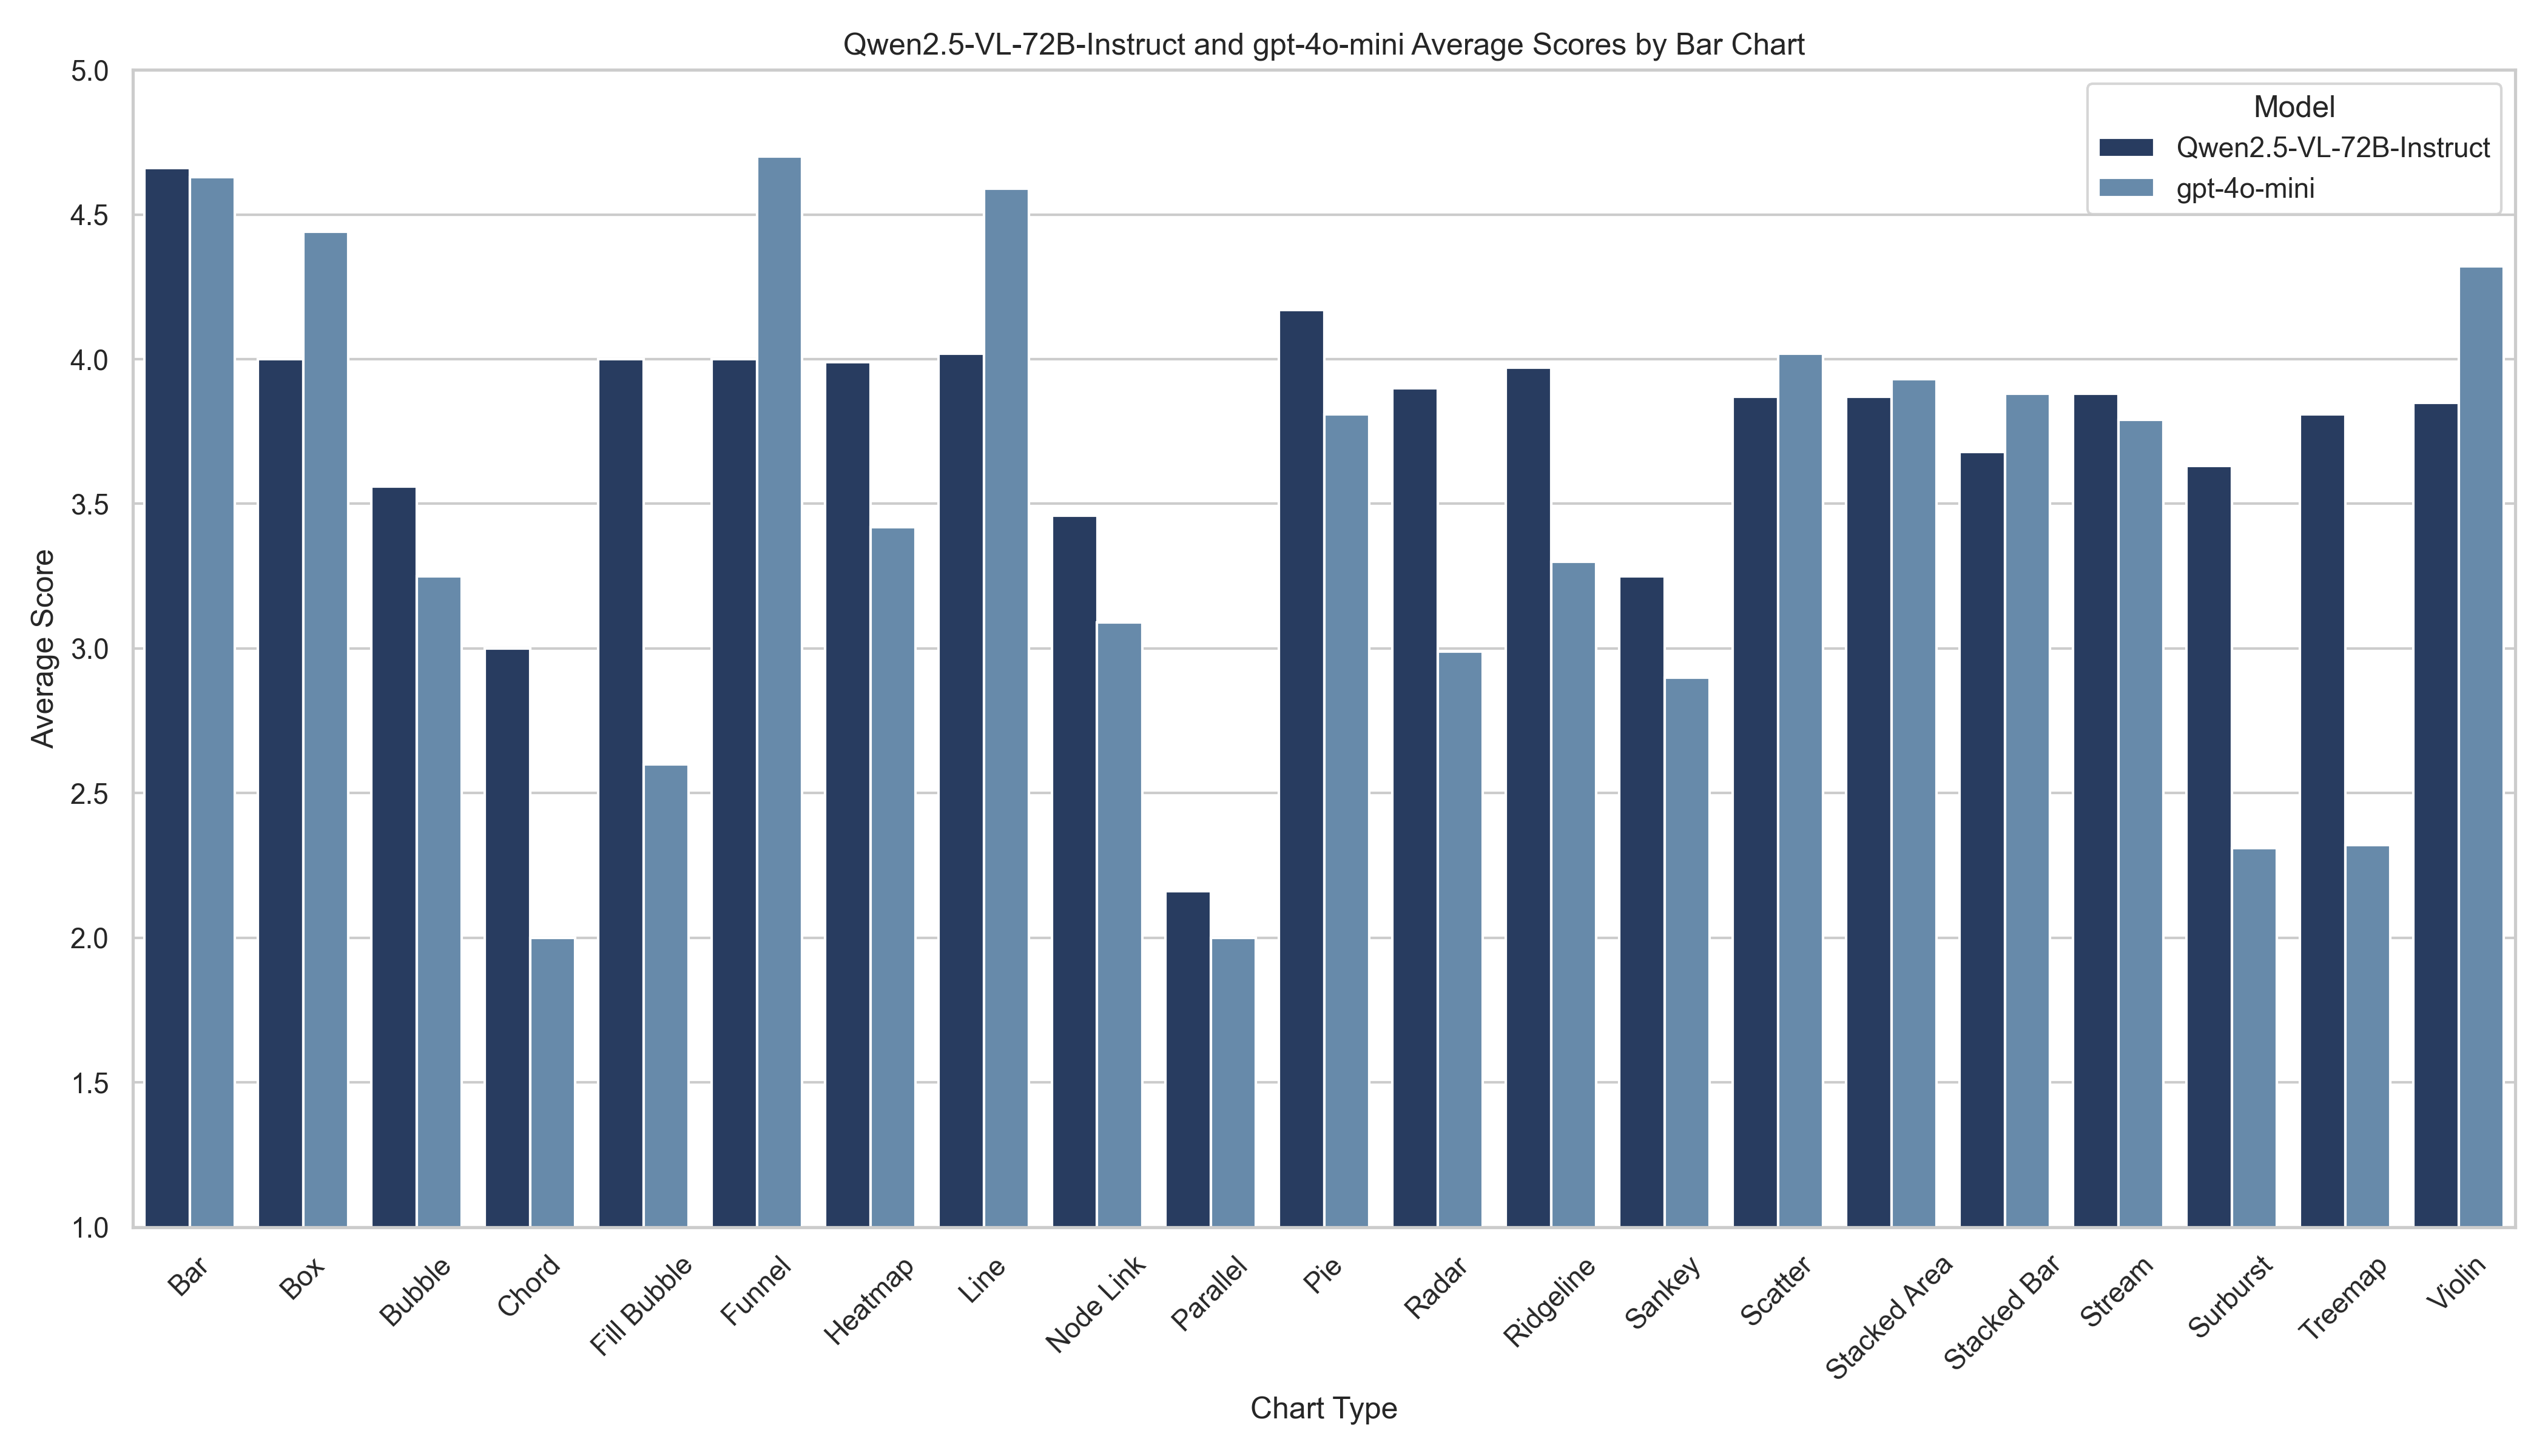 Qwen2.5-VL-72B-Instruct and gpt-4o-mini Average Scores by Bar Chart
Model
Qwen2.5-VL-72B-Instruct
gpt-4o-mini
Average Score
5.0
4.5
4.0
3.5
3.0
2.5
2.0
1.5
1.0
Bar
Box
Bubble
Chord
Fill Bubble
Funnel
Heatmap
Line
Node Link
Parallel
Pie
Radar
Ridgeline
Sankey
Scatter
Stacked Area
Stacked Bar
Stream
Surburst
Treemap
Violin
Chart Type